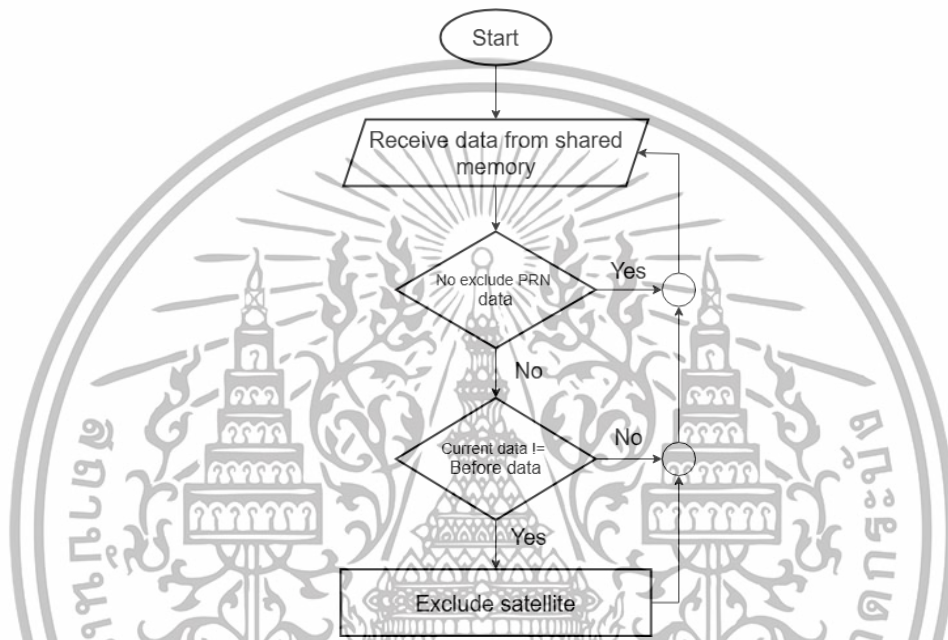 Start
Receive data from shared
memory
No exclude PRN
data
Yes
No
Current data !=
Before data
No
Yes
Exclude satellite